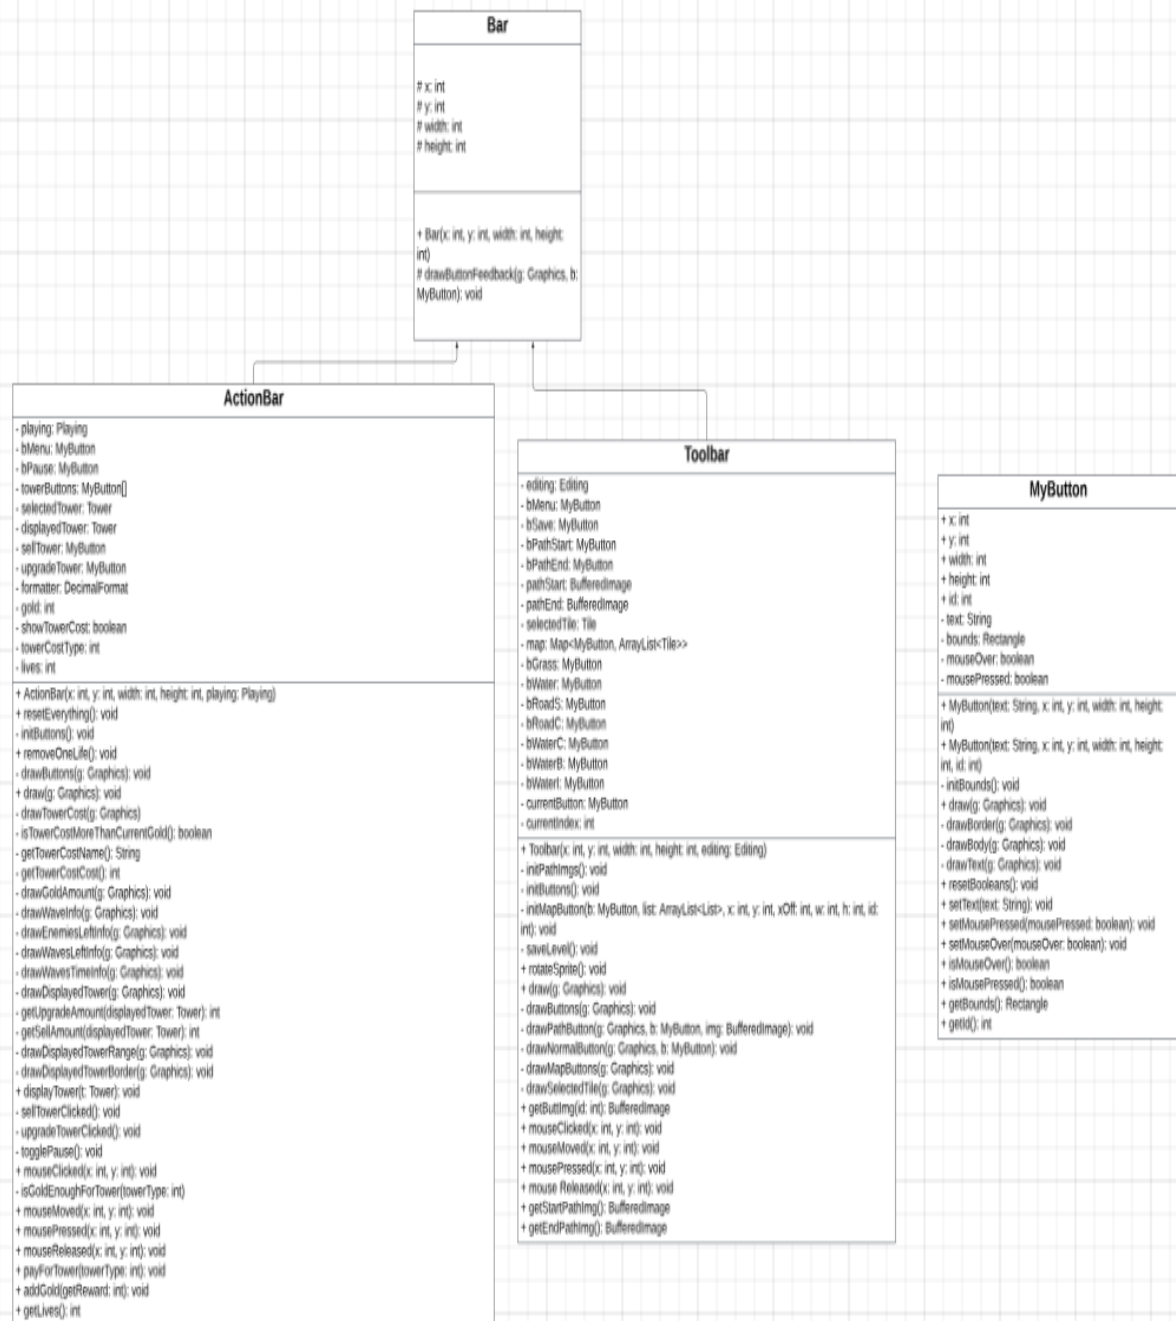 Bar
# x: int
# y: int
# width: int
# height: int
+ Bar(x: int, y: int, width: int, height:
int)
# drawButtonFeedback(g: Graphics, b:
MyButton): void
ActionBar
- playing: Playing
- bMenu: MyButton
- bPause: MyButton
- towerButtons: MyButton[]
- selectedTower: Tower
- displayedTower: Tower
- sellTower: MyButton
- upgradeTower: MyButton
- formatter: DecimalFormat
- gold: int
- showTowerCost: boolean
- towerCostType: int
- lives: int
+ ActionBar(x: int, y: int, width: int, height: int, playing: Playing)
+ resetEverything(): void
- initButtons(): void
+ removeOneLife(): void
- drawButtons(g: Graphics): void
+ draw(g: Graphics): void
- drawTowerCost(g: Graphics)
- isTowerCostMoreThanCurrentGold(): boolean
- getTowerCostName(): String
- getTowerCostCost(): int
- drawGoldAmount(g: Graphics): void
- drawWaveInfo(g: Graphics): void
- drawEnemiesLeftInfo(g: Graphics): void
- drawWavesLeftInfo(g: Graphics): void
- drawWavesTimeInfo(g: Graphics): void
- drawDisplayedTower(g: Graphics): void
- getUpgradeAmount(displayedTower: Tower): int
- getSellAmount(displayedTower: Tower): int
- drawDisplayedTowerRange(g: Graphics): void
- drawDisplayedTowerBorder(g: Graphics): void
+ displayTower(t: Tower): void
- sellTowerClicked(): void
- upgradeTowerClicked(): void
- togglePause(): void
+ mouseClicked(x: int, y: int): void
- isGoldEnoughForTower(towerType: int)
+ mouseMoved(x: int, y: int): void
+ mousePressed(x: int, y: int): void
+ mouseReleased(x: int, y: int): void
+ payForTower(towerType: int): void
+ addGold(getReward: int): void
+ getLives(): int
Toolbar
- editing: Editing
- bMenu: MyButton
- bSave: MyButton
- bPathStart: MyButton
- bPathEnd: MyButton
- pathStart: BufferedImage
- pathEnd: BufferedImage
- selectedTile: Tile
- map: Map<MyButton, ArrayList<Tile>>
- bGrass: MyButton
- bWater: MyButton
- bRoadS: MyButton
- bRoadC: MyButton
- bWaterC: MyButton
- bWaterB: MyButton
- bWaterI: MyButton
- currentButton: MyButton
- currentIndex: int
+ Toolbar(x: int, y: int, width: int, height: int, editing: Editing)
- initPathImgs(): void
- initButtons(): void
- initMapButton(b: MyButton, list: ArrayList<List>, x: int, y: int, xOff: int, w: int, h: int, id:
int): void
- saveLevel(): void
+ rotateSprite(): void
+ draw(g: Graphics): void
- drawButtons(g: Graphics): void
- drawPathButton(g: Graphics, b: MyButton, img: BufferedImage): void
- drawNormalButton(g: Graphics, b: MyButton): void
- drawMapButtons(g: Graphics): void
- drawSelectedTile(g: Graphics): void
+ getButtImg(id: int): BufferedImage
+ mouseClicked(x: int, y: int): void
+ mouseMoved(x: int, y: int): void
+ mousePressed(x: int, y: int): void
+ mouse Released(x: int, y: int): void
+ getStartPathImg(): BufferedImage
+ getEndPathImg(): BufferedImage
MyButton
+ x: int
+ y: int
+ width: int
+ height: int
+ id: int
- text: String
- bounds: Rectangle
- mouseOver: boolean
- mousePressed: boolean
+ MyButton(text: String, x: int, y: int, width: int, height:
int)
+ MyButton(text: String, x: int, y: int, width: int, height:
int, id: int)
- initBounds(): void
+ draw(g: Graphics): void
- drawBorder(g: Graphics): void
- drawBody(g: Graphics): void
- drawText(g: Graphics): void
+ resetBooleans(): void
+ setText(text: String): void
+ setMousePressed(mousePressed: boolean): void
+ setMouseOver(mouseOver: boolean): void
+ isMouseOver(): boolean
+ isMousePressed(): boolean
+ getBounds(): Rectangle
+ getId(): int